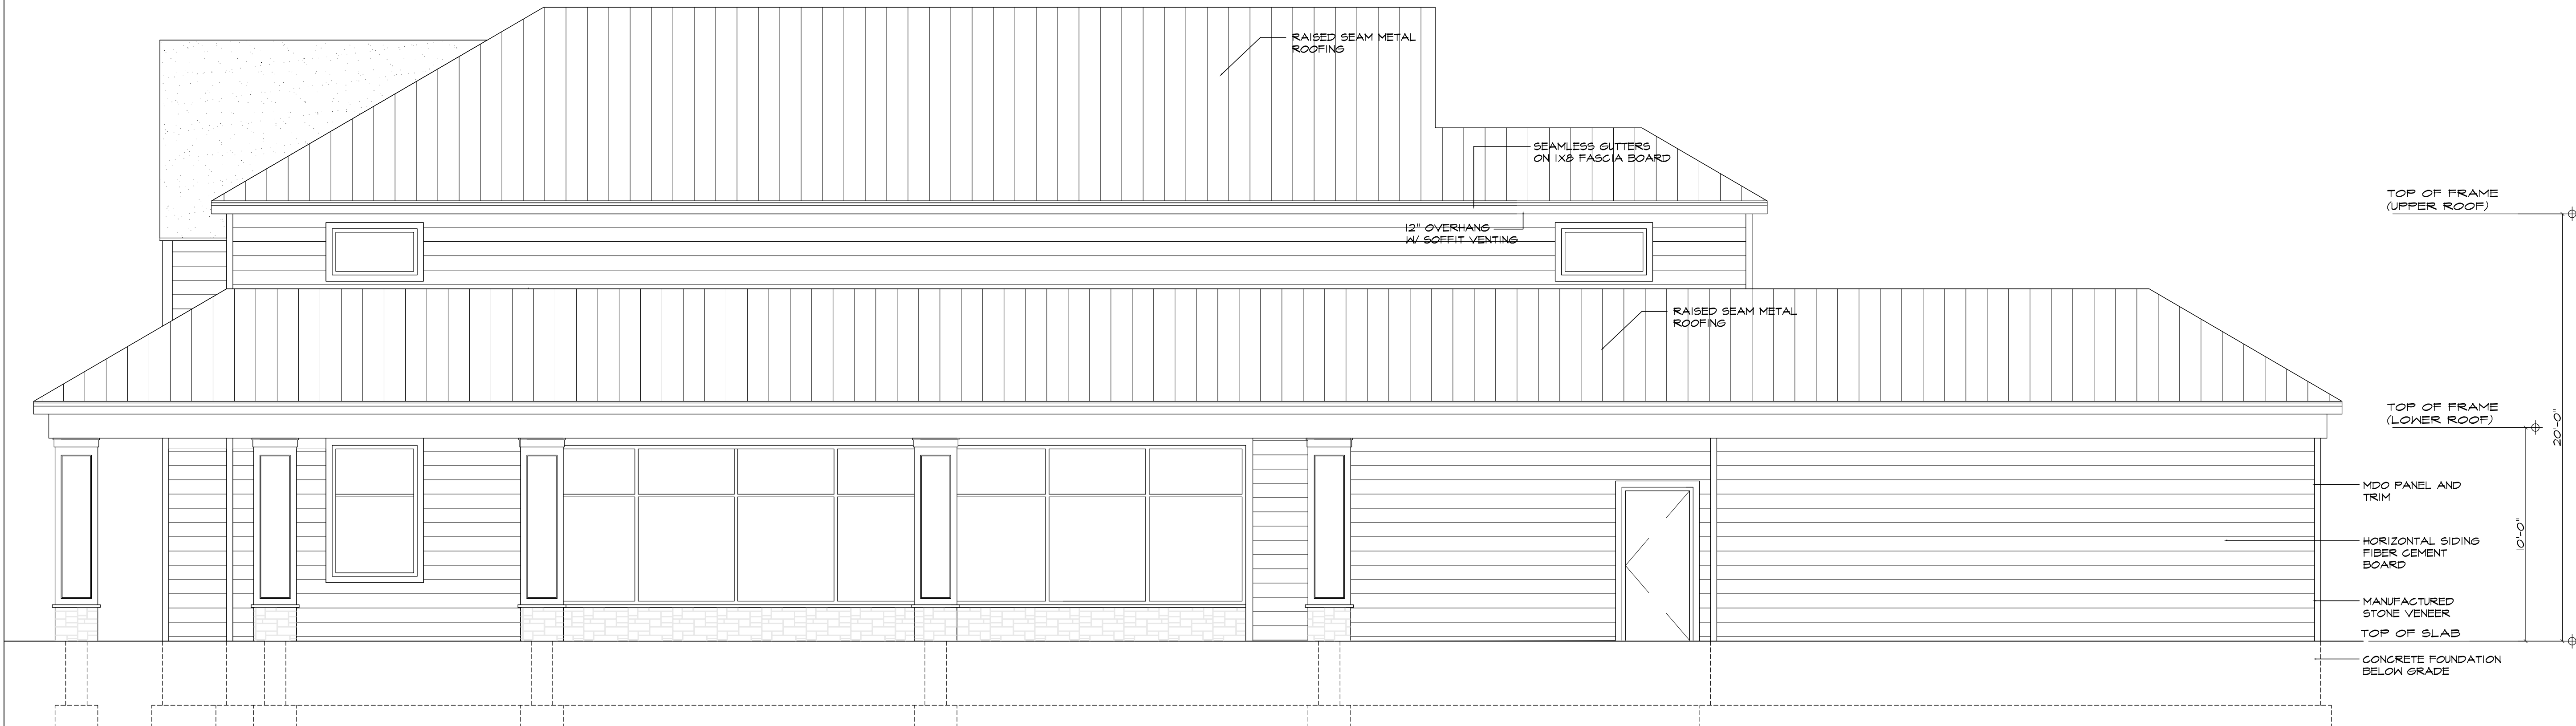 RAISED SEAM METAL
ROOFING
SEAMLESS GUTTERS
ON 1X8 FASCIA BOARD
TOP OF FRAME
(UPPER ROOF)
12" OVERHANG
W/ SOFFIT VENTING
RAISED SEAM METAL
ROOFING
TOP OF FRAME
(LOWER ROOF)
20'-0"
MDO PANEL AND
TRIM
10'-0"
HORIZONTAL SIDING
FIBER CEMENT
BOARD
MANUFACTURED
STONE VENEER
TOP OF SLAB
CONCRETE FOUNDATION
BELOW GRADE